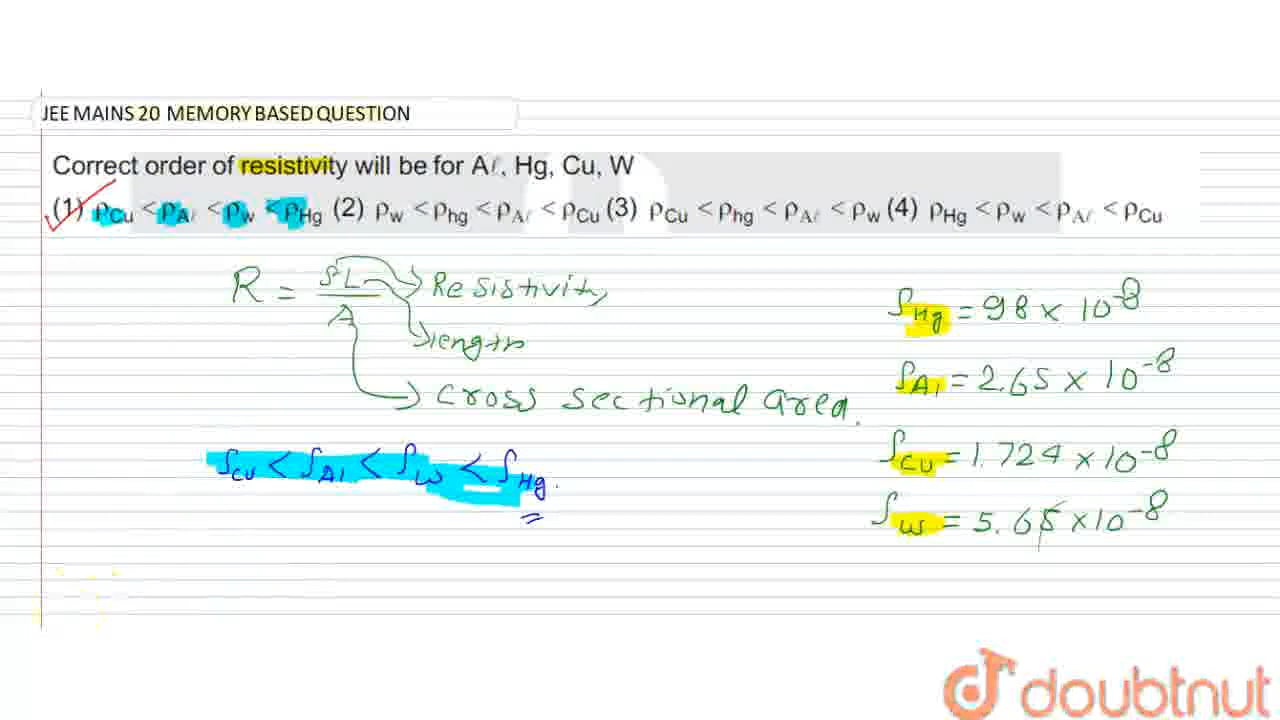 JEE MAINS 20 MEMORY BASED QUESTION
Correct order of resistivity will be for Aℓ, Hg, Cu, W
(1) ρCu < ρAℓ < ρw < ρHg (2) ρw < ρhg < ρAℓ < ρCu (3) ρCu < ρhg < ρAℓ < ρw (4) ρHg < ρw < ρAℓ < ρCu
R = ρL/A
Resistivity
length
Cross sectional area.
ρHg = 98 × 10⁻⁸
ρAl = 2.65 × 10⁻⁸
ρCu = 1.724 × 10⁻⁸
ρW = 5.65 × 10⁻⁸
ρCu < ρAl < ρW < ρHg.
doubtnut